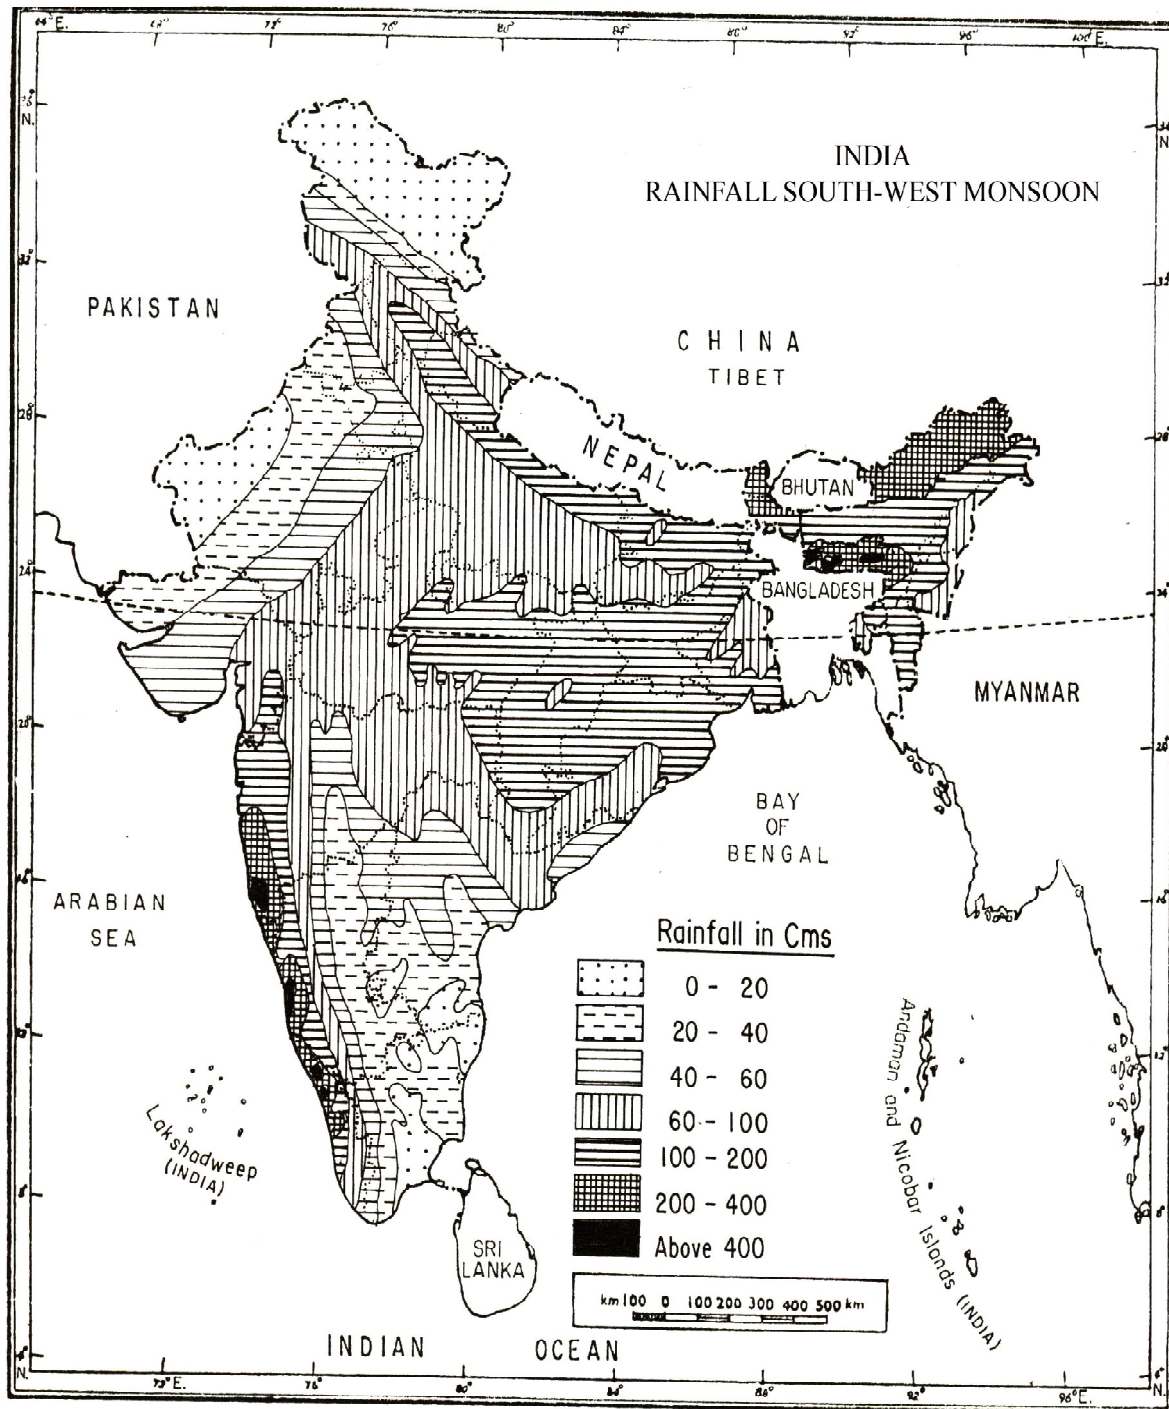 INDIA
RAINFALL SOUTH-WEST MONSOON
PAKISTAN
CHINA
TIBET
NEPAL
BHUTAN
BANGLADESH
MYANMAR
BAY
OF
BENGAL
ARABIAN
SEA
Rainfall in Cms
0 - 20
20 - 40
40 - 60
60 - 100
100 - 200
200 - 400
Above 400
km 100 0 100 200 300 400 500 km
Lakshadweep
(INDIA)
Andaman and Nicobar Islands (INDIA)
SRI
LANKA
INDIAN OCEAN